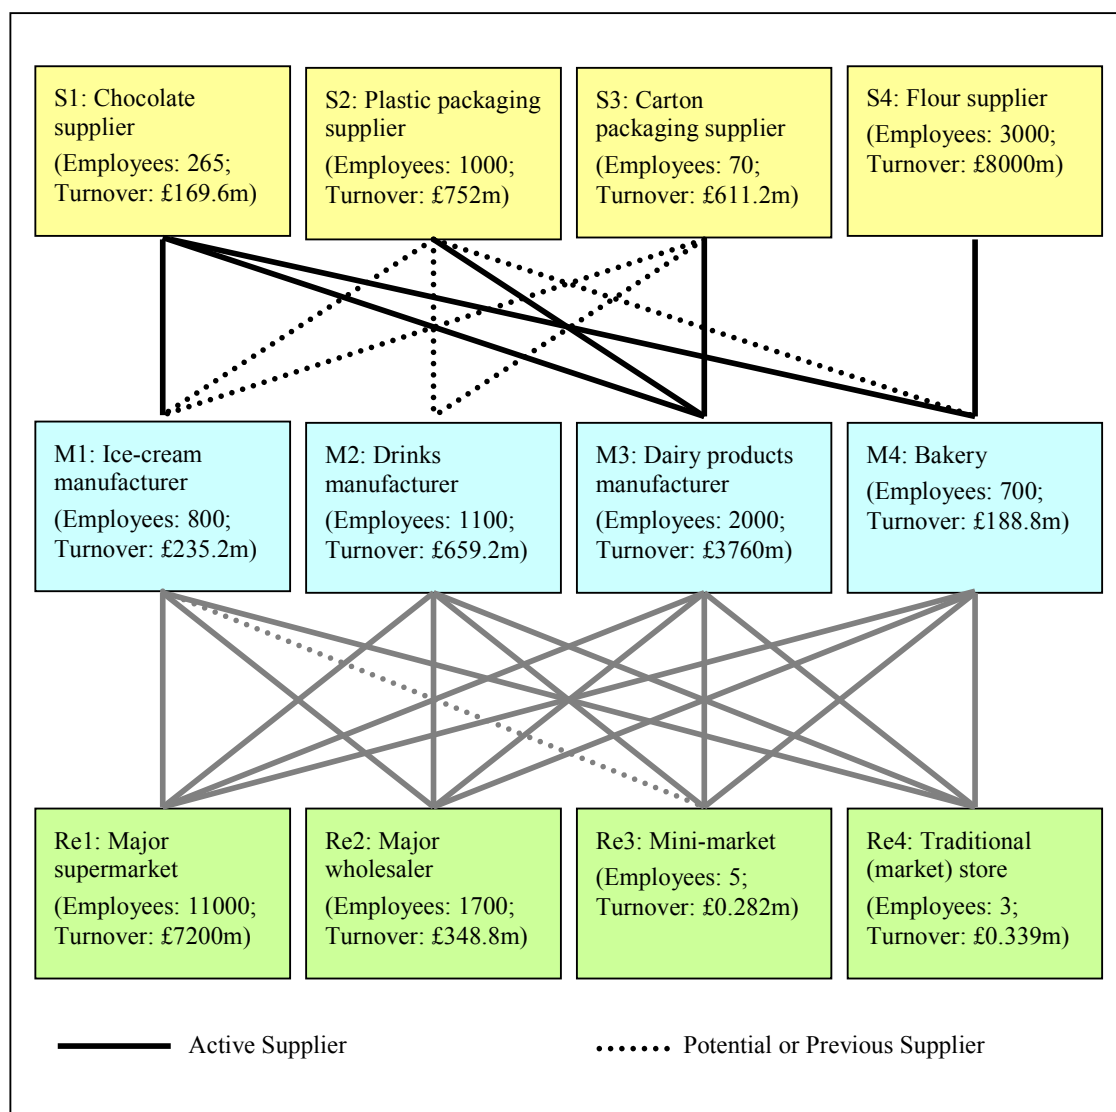 S1: Chocolate
supplier
(Employees: 265;
Turnover: £169.6m)
S2: Plastic packaging
supplier
(Employees: 1000;
Turnover: £752m)
S3: Carton
packaging supplier
(Employees: 70;
Turnover: £611.2m)
S4: Flour supplier
(Employees: 3000;
Turnover: £8000m)
M1: Ice-cream
manufacturer
(Employees: 800;
Turnover: £235.2m)
M2: Drinks
manufacturer
(Employees: 1100;
Turnover: £659.2m)
M3: Dairy products
manufacturer
(Employees: 2000;
Turnover: £3760m)
M4: Bakery
(Employees: 700;
Turnover: £188.8m)
Re1: Major
supermarket
(Employees: 11000;
Turnover: £7200m)
Re2: Major
wholesaler
(Employees: 1700;
Turnover: £348.8m)
Re3: Mini-market
(Employees: 5;
Turnover: £0.282m)
Re4: Traditional
(market) store
(Employees: 3;
Turnover: £0.339m)
Active Supplier
Potential or Previous Supplier